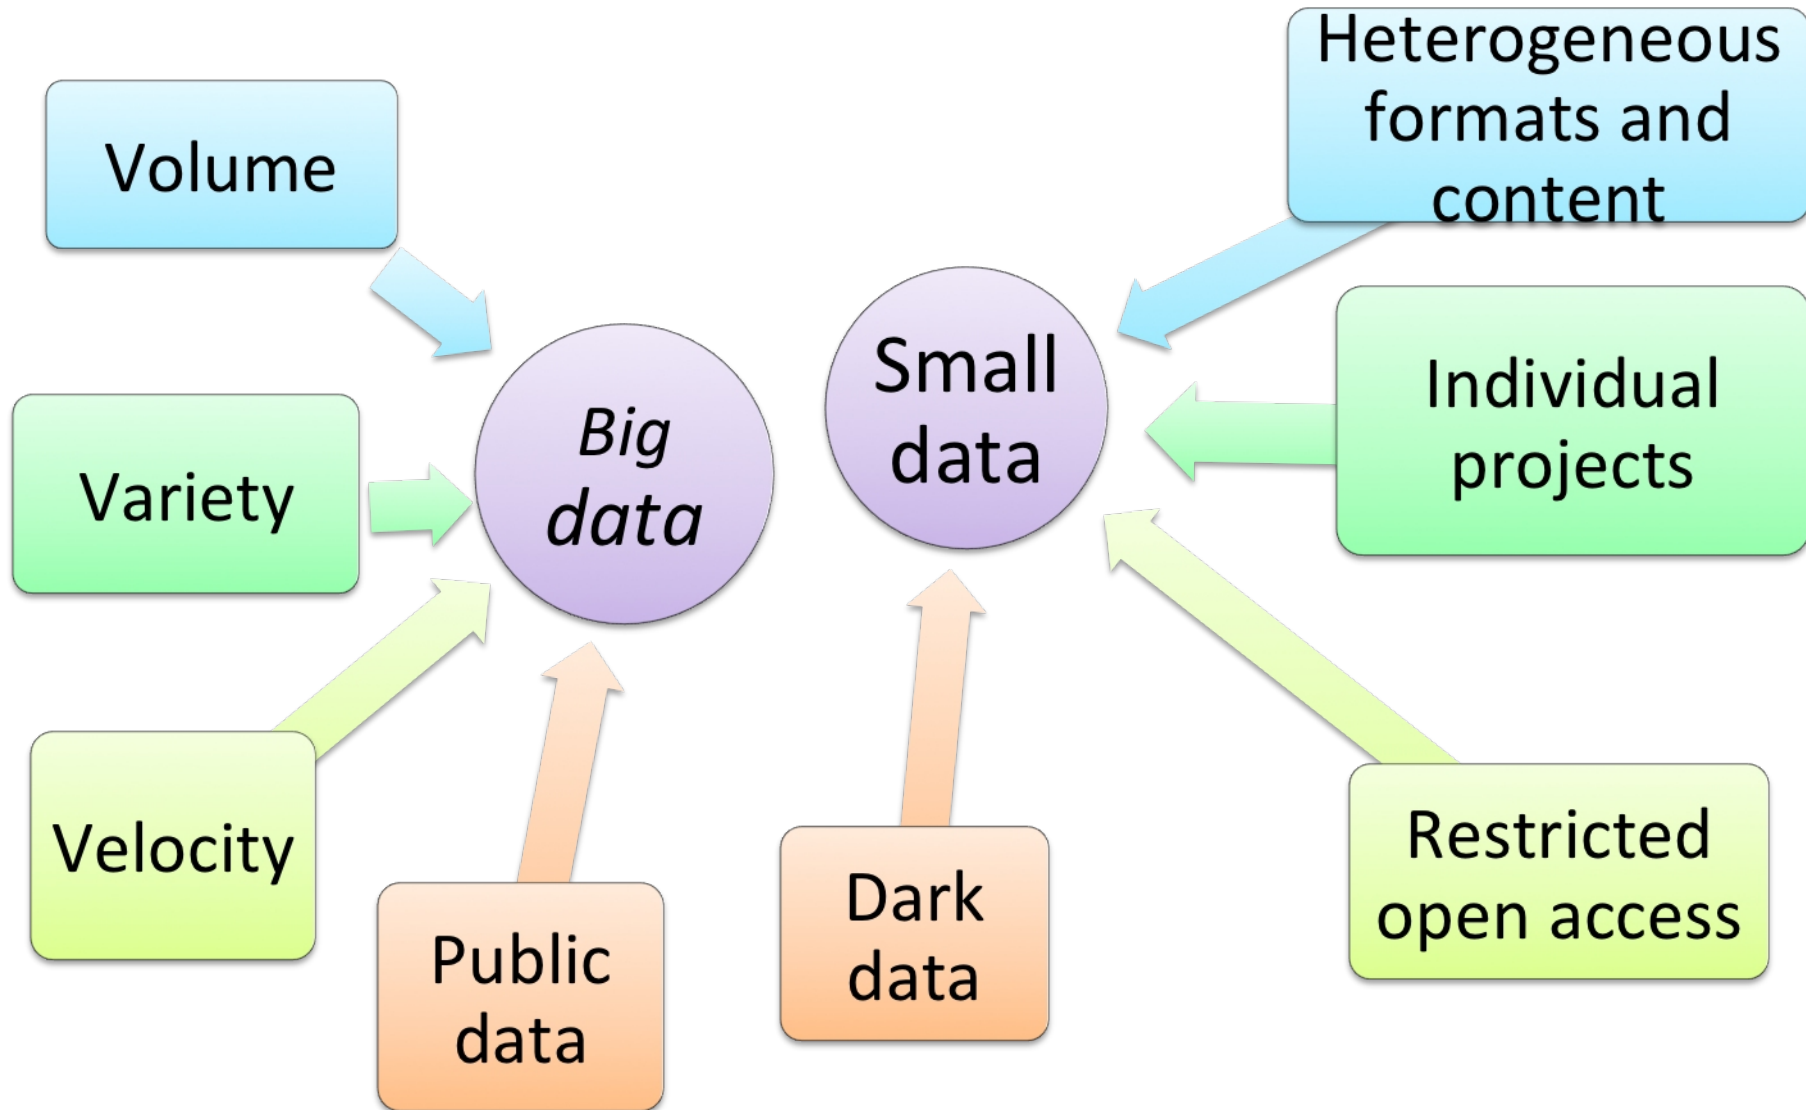 Volume
Variety
Velocity
Public
data
Big
data
Small
data
Dark
data
Heterogeneous
formats and
content
Individual
projects
Restricted
open access